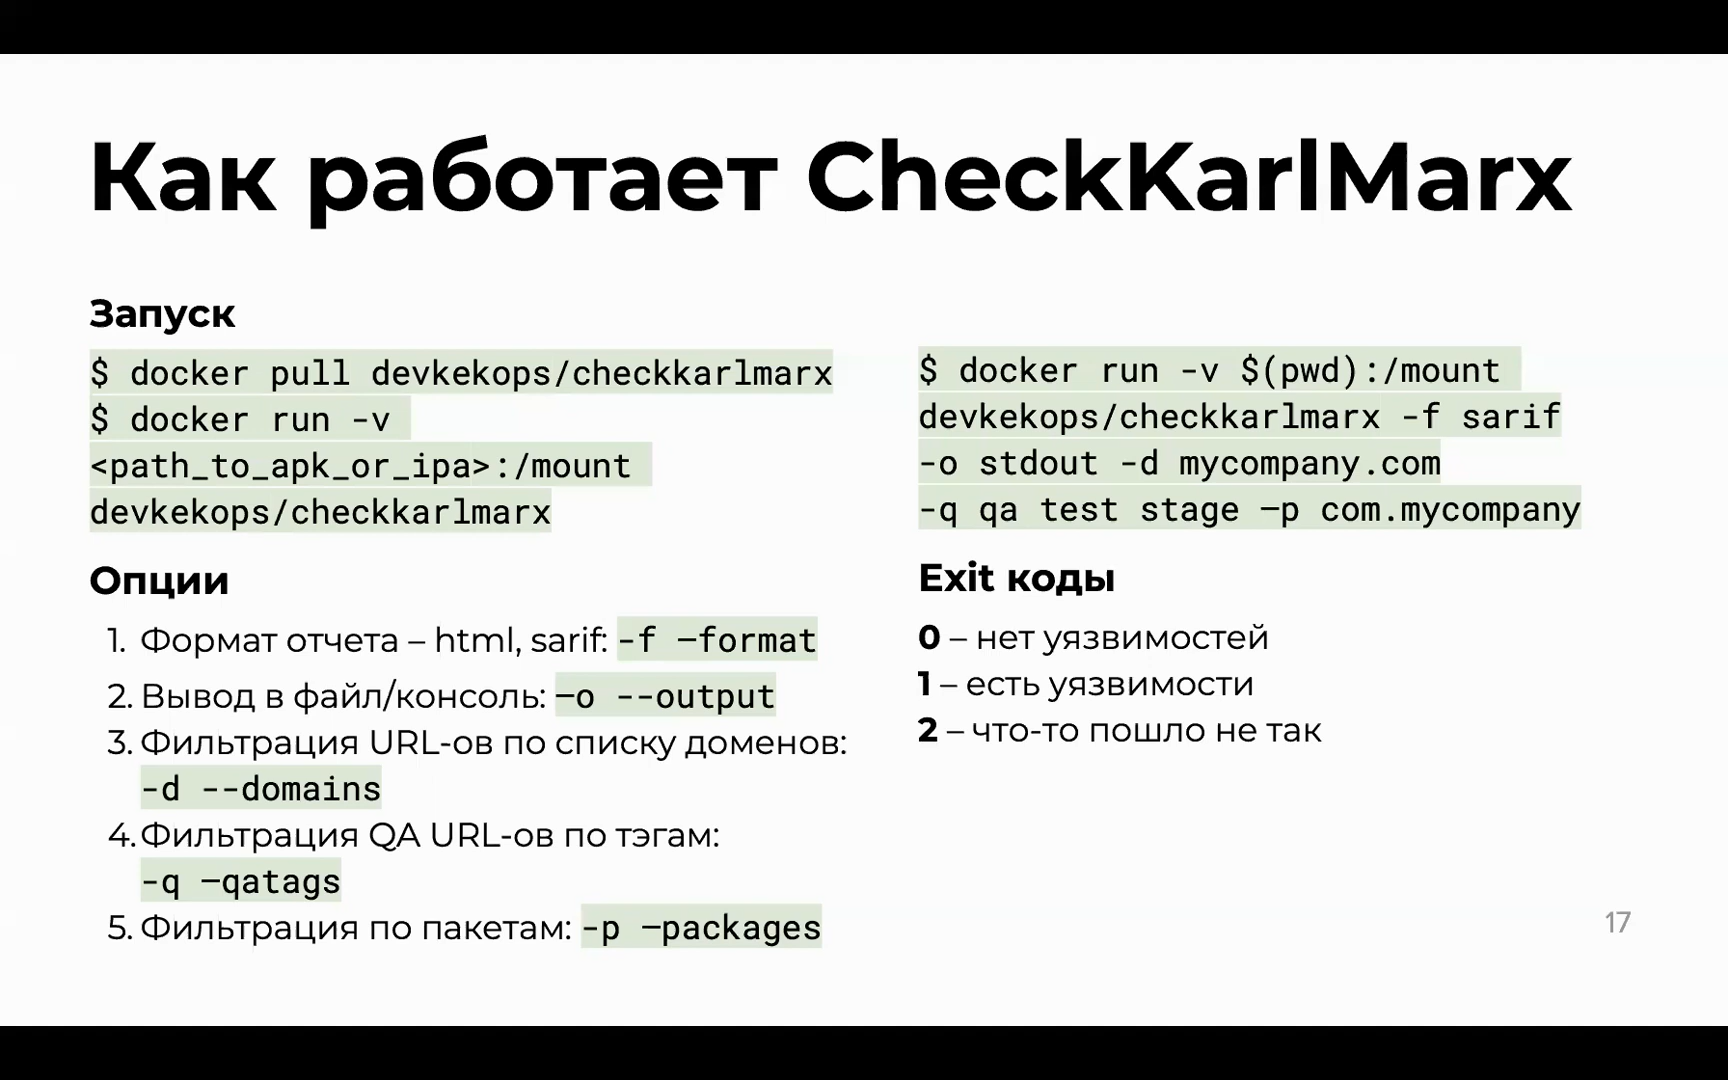 Как работает CheckKarlMarx
Запуск
$ docker pull devkekops/checkkarlmarx
$ docker run -v
<path_to_apk_or_ipa>:/mount
devkekops/checkkarlmarx
Опции
1. Формат отчета – html, sarif: -f –format
2. Вывод в файл/консоль: –o --output
3. Фильтрация URL-ов по списку доменов:
-d --domains
4. Фильтрация QA URL-ов по тэгам:
-q –qatags
5. Фильтрация по пакетам: -p –packages
$ docker run -v $(pwd):/mount
devkekops/checkkarlmarx -f sarif
-o stdout -d mycompany.com
-q qa test stage –p com.mycompany
Exit коды
0 – нет уязвимостей
1 – есть уязвимости
2 – что-то пошло не так
17